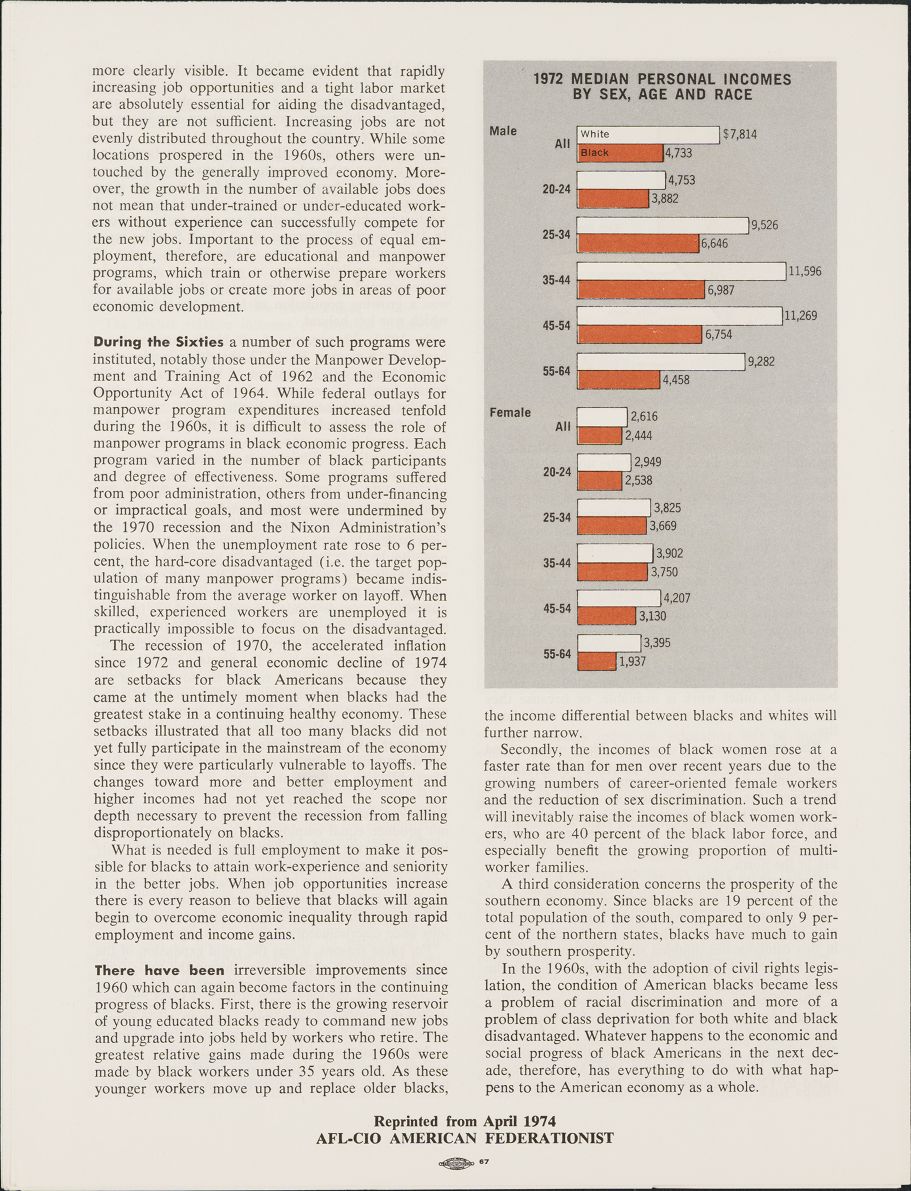 more clearly visible. It became evident that rapidly
increasing job opportunities and a tight labor market
are absolutely essential for aiding the disadvantaged,
but they are not sufficient. Increasing jobs are not
evenly distributed throughout the country. While some
locations prospered in the 1960s, others were un-
touched by the generally improved economy. More-
over, the growth in the number of available jobs does
not mean that under-trained or under-educated work-
ers without experience can successfully compete for
the new jobs. Important to the process of equal em-
ployment, therefore, are educational and manpower
programs, which train or otherwise prepare workers
for available jobs or create more jobs in areas of poor
economic development.
During the Sixties a number of such programs were
instituted, notably those under the Manpower Develop-
ment and Training Act of 1962 and the Economic
Opportunity Act of 1964. While federal outlays for
manpower program expenditures increased tenfold
during the 1960s, it is difficult to assess the role of
manpower programs in black economic progress. Each
program varied in the number of black participants
and degree of effectiveness. Some programs suffered
from poor administration, others from under-financing
or impractical goals, and most were undermined by
the 1970 recession and the Nixon Administration's
policies. When the unemployment rate rose to 6 per-
cent, the hard-core disadvantaged (i.e. the target pop-
ulation of many manpower programs) became indis-
tinguishable from the average worker on layoff. When
skilled, experienced workers are unemployed it is
practically impossible to focus on the disadvantaged.
The recession of 1970, the accelerated inflation
since 1972 and general economic decline of 1974
are setbacks for black Americans because they
came at the untimely moment when blacks had the
greatest stake in a continuing healthy economy. These
setbacks illustrated that all too many blacks did not
yet fully participate in the mainstream of the economy
since they were particularly vulnerable to layoffs. The
changes toward more and better employment and
higher incomes had not yet reached the scope nor
depth necessary to prevent the recession from falling
disproportionately on blacks.
What is needed is full employment to make it pos-
sible for blacks to attain work-experience and seniority
in the better jobs. When job opportunities increase
there is every reason to believe that blacks will again
begin to overcome economic inequality through rapid
employment and income gains.
There have been irreversible improvements since
1960 which can again become factors in the continuing
progress of blacks. First, there is the growing reservoir
of young educated blacks ready to command new jobs
and upgrade into jobs held by workers who retire. The
greatest relative gains made during the 1960s were
made by black workers under 35 years old. As these
younger workers move up and replace older blacks,
1972 MEDIAN PERSONAL INCOMES
BY SEX, AGE AND RACE
Male
All
White
$7,814
Black
4,733
20-24
4,753
3,882
25-34
9,526
6,646
35-44
11,596
6,987
45-54
11,269
6,754
55-64
9,282
4,458
Female
All
2,616
2,444
20-24
2,949
2,538
25-34
3,825
3,669
35-44
3,902
3,750
45-54
4,207
3,130
55-64
3,395
1,937
the income differential between blacks and whites will
further narrow.
Secondly, the incomes of black women rose at a
faster rate than for men over recent years due to the
growing numbers of career-oriented female workers
and the reduction of sex discrimination. Such a trend
will inevitably raise the incomes of black women work-
ers, who are 40 percent of the black labor force, and
especially benefit the growing proportion of multi-
worker families.
A third consideration concerns the prosperity of the
southern economy. Since blacks are 19 percent of the
total population of the south, compared to only 9 per-
cent of the northern states, blacks have much to gain
by southern prosperity.
In the 1960s, with the adoption of civil rights legis-
lation, the condition of American blacks became less
a problem of racial discrimination and more of a
problem of class deprivation for both white and black
disadvantaged. Whatever happens to the economic and
social progress of black Americans in the next dec-
ade, therefore, has everything to do with what hap-
pens to the American economy as a whole.
Reprinted from April 1974
AFL-CIO AMERICAN FEDERATIONIST
67